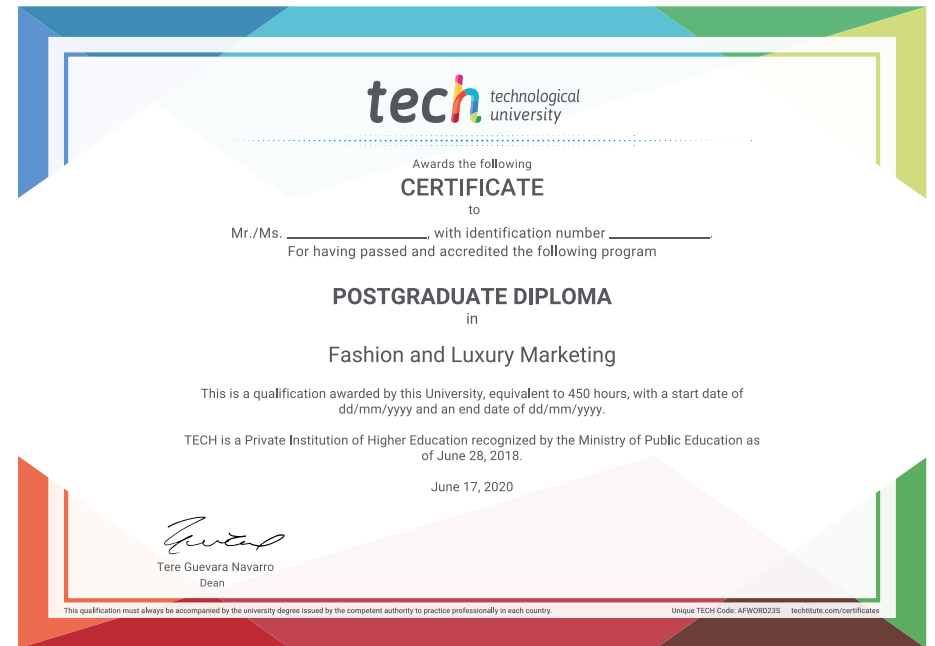 tech technological
university
Awards the following
CERTIFICATE
to
Mr./Ms. ____________________, with identification number ______________.
For having passed and accredited the following program
POSTGRADUATE DIPLOMA
in
Fashion and Luxury Marketing
This is a qualification awarded by this University, equivalent to 450 hours, with a start date of
dd/mm/yyyy and an end date of dd/mm/yyyy.
TECH is a Private Institution of Higher Education recognized by the Ministry of Public Education as
of June 28, 2018.
June 17, 2020
Tere Guevara Navarro
Dean
This qualification must always be accompanied by the university degree issued by the competent authority to practice professionally in each country.
Unique TECH Code: AFWORD23S techtitute.com/certificates